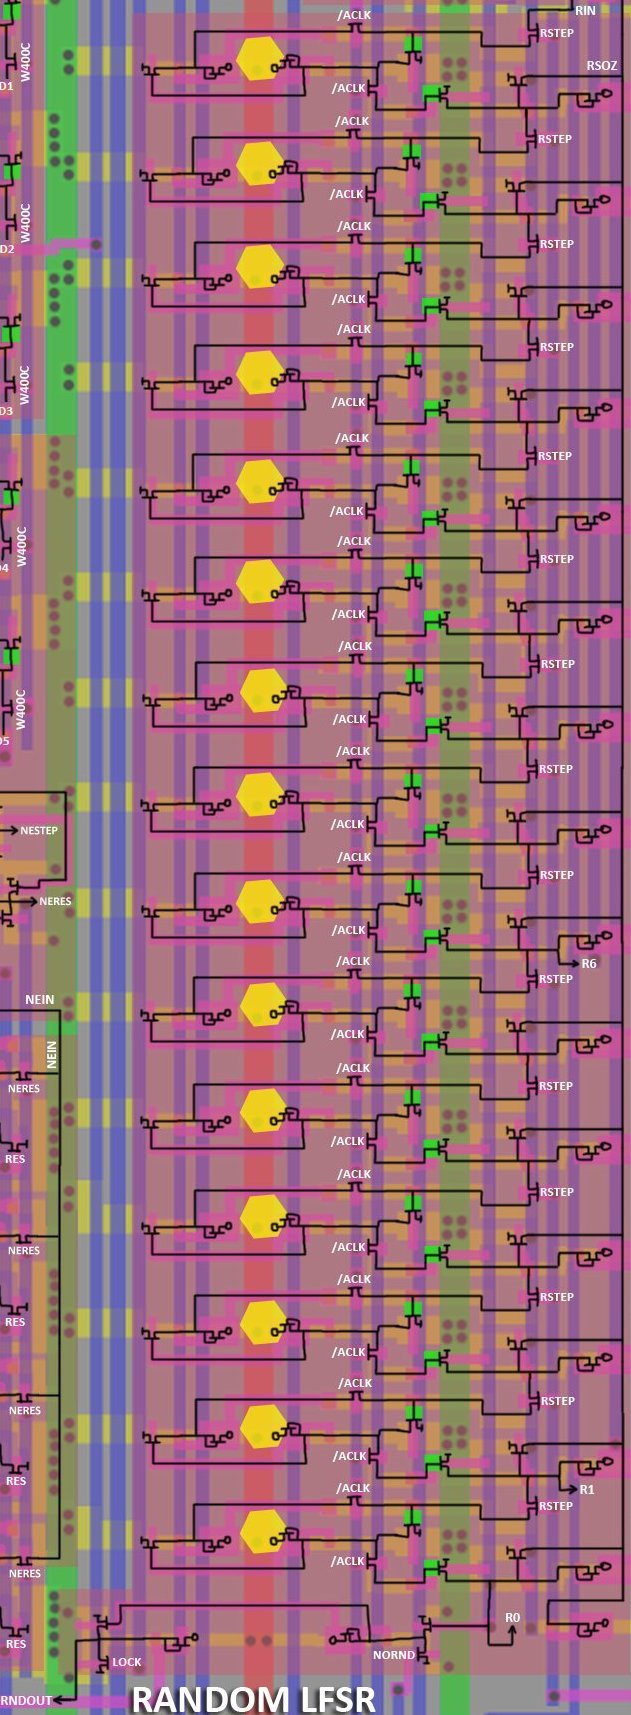 RIN
/ACLK
RSTEP
W400C
RSOZ
D1
/ACLK
/ACLK
RSTEP
/ACLK
W400C
/ACLK
RSTEP
D2
/ACLK
/ACLK
RSTEP
W400C
/ACLK
D3
/ACLK
RSTEP
/ACLK
/ACLK
W400C
RSTEP
4
/ACLK
/ACLK
RSTEP
W400C
/ACLK
5
/ACLK
RSTEP
/ACLK
NESTEP
/ACLK
RSTEP
NERES
/ACLK
/ACLK
R6
RSTEP
NEIN
/ACLK
NEIN
/ACLK
RSTEP
NERES
/ACLK
RES
/ACLK
RSTEP
/ACLK
NERES
/ACLK
RSTEP
RES
/ACLK
/ACLK
RSTEP
NERES
/ACLK
RES
/ACLK
R1
RSTEP
/ACLK
NERES
R0
RES
NORND
LOCK
RNDOUT
RANDOM LFSR